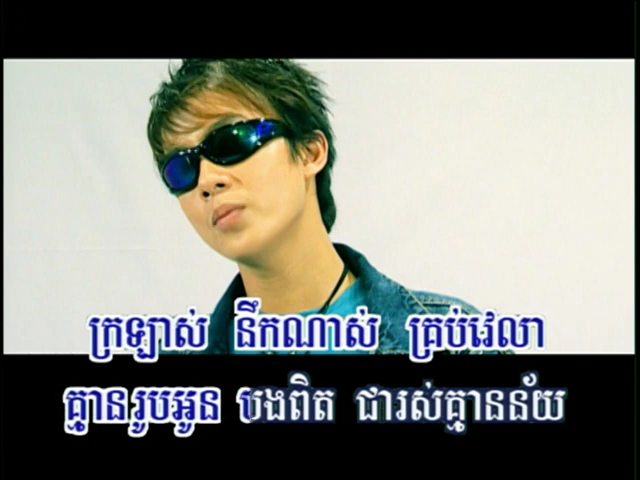 ក្រឡាស់ នឹកណាស់ គ្រប់វេលា
គ្មានរូបអូន បងពិត ជារស់គ្មានន័យ